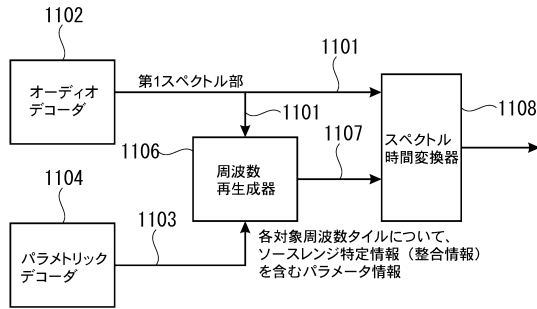 1102
オーディオ
デコーダ
第1スペクトル部
1101
1101
1108
スペクトル
時間変換器
1106
周波数
再生成器
1107
1104
パラメトリック
デコーダ
1103
各対象周波数タイルについて、
ソースレンジ特定情報（整合情報）
を含むパラメータ情報